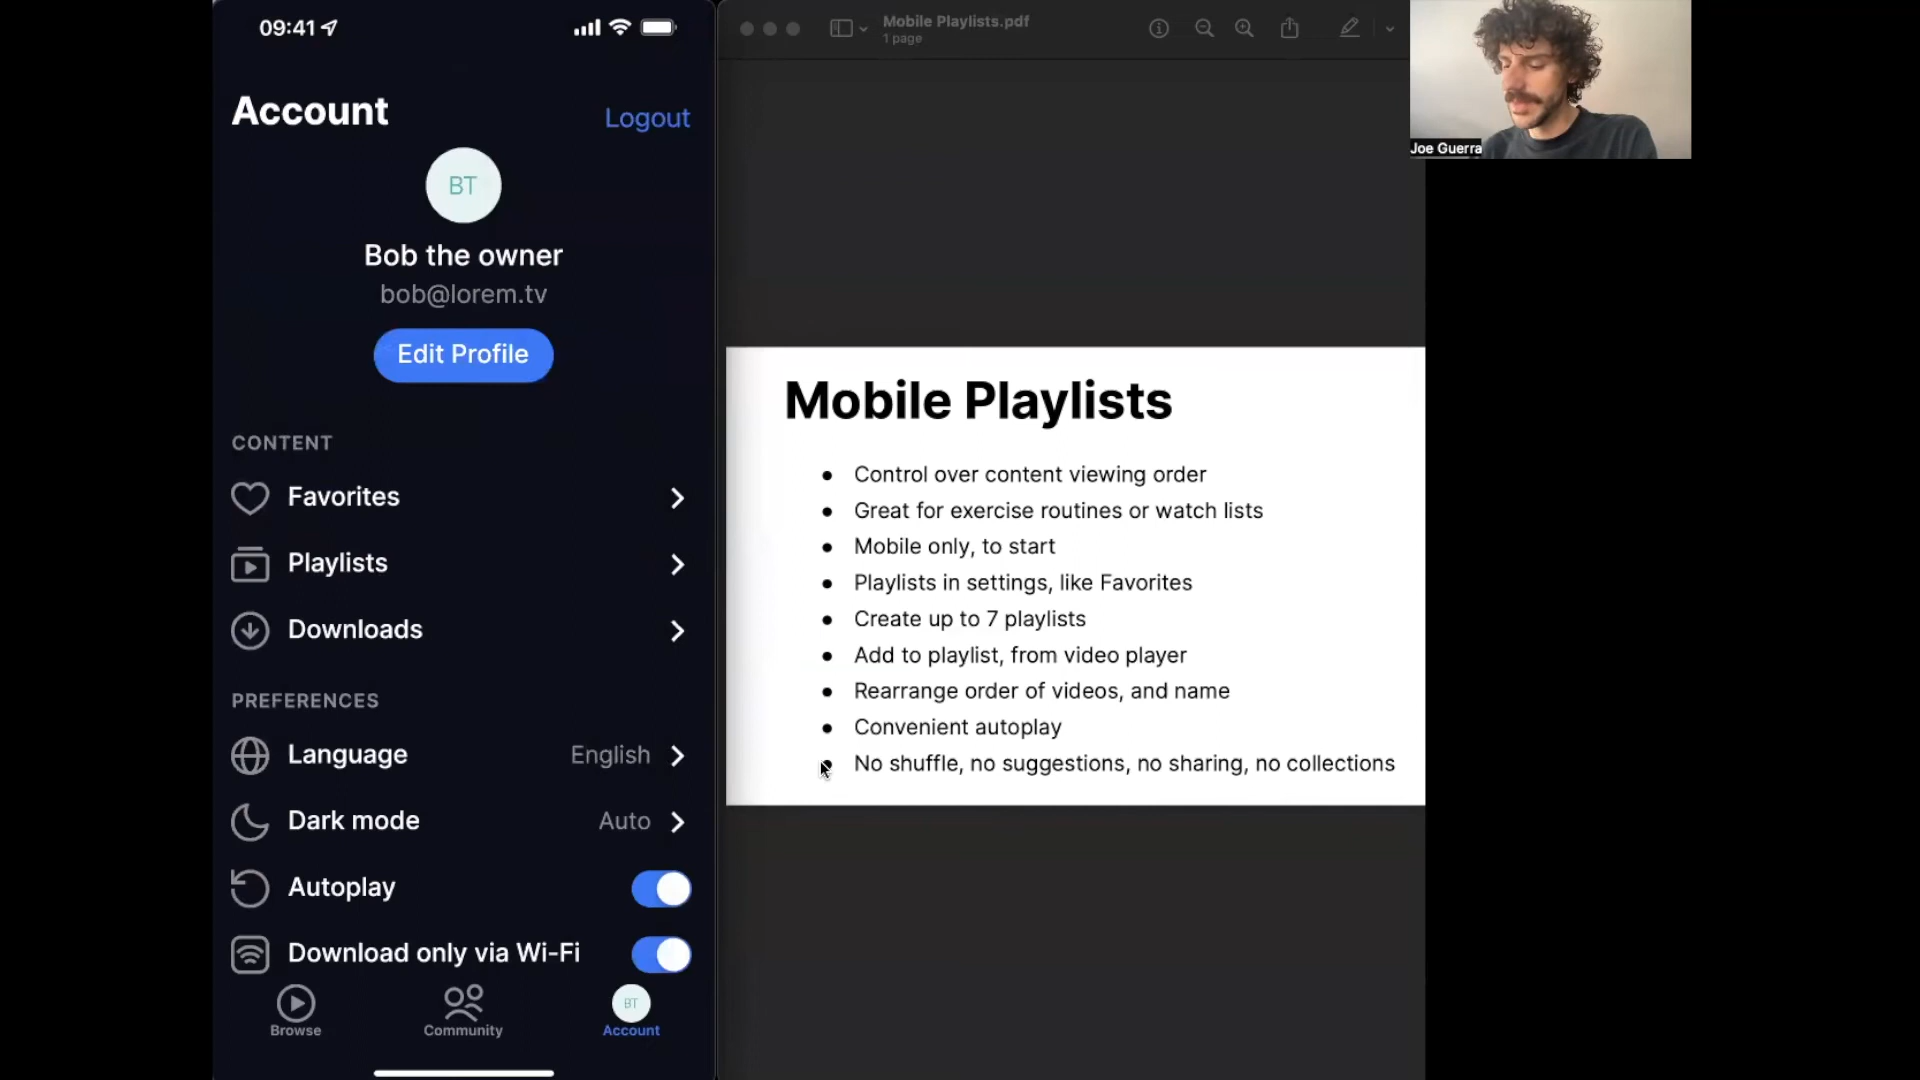 09:41
Account
Logout
BT
Bob the owner
bob@lorem.tv
Edit Profile
CONTENT
Favorites
Playlists
Downloads
PREFERENCES
Language English
Dark mode Auto
Autoplay
Download only via Wi-Fi
Browse
Community
BT
Account
Mobile Playlists.pdf
1 page
Mobile Playlists
● Control over content viewing order
● Great for exercise routines or watch lists
● Mobile only, to start
● Playlists in settings, like Favorites
● Create up to 7 playlists
● Add to playlist, from video player
● Rearrange order of videos, and name
● Convenient autoplay
● No shuffle, no suggestions, no sharing, no collections
Joe Guerra